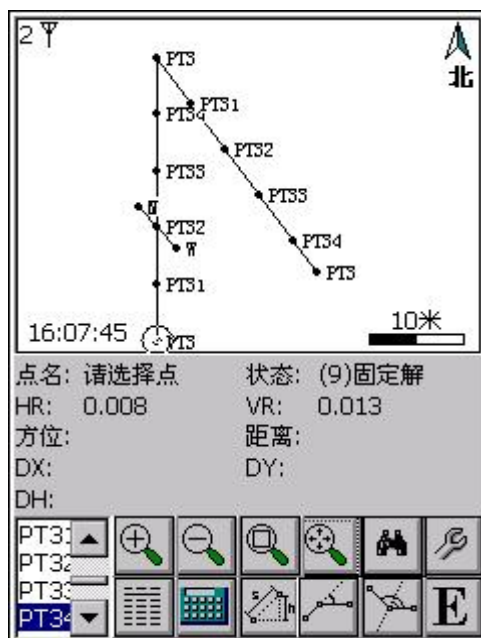 2
PT3
北
PT31
PT34
PT32
PT33
PT33
PT32
PT34
W
PT3
PT31
10米
16:07:45
PT3
点名: 请选择点 状态: (9)固定解
HR: 0.008 VR: 0.013
方位: 距离:
DX: DY:
DH:
PT31
PT32
PT33
PT34
S h
E